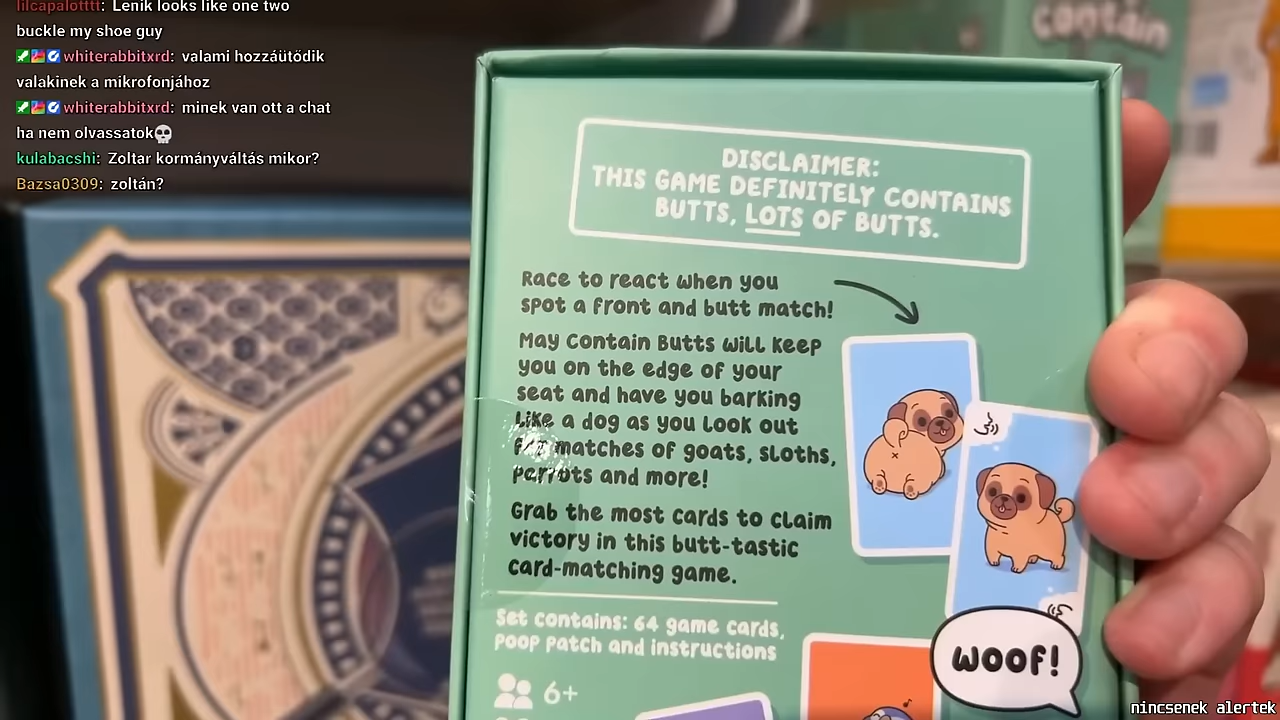 lilcapalotttt: Lenik looks like one two
buckle my shoe guy
whiterabbitxrd: valami hozzáütődik
valakinek a mikrofonjához
whiterabbitxrd: minek van ott a chat
ha nem olvassatok💀
kulabacshi: Zoltar kormányváltás mikor?
Bazsa0309: zoltán?
contain
DISCLAIMER:
THIS GAME DEFINITELY CONTAINS
BUTTS, LOTS OF BUTTS.
Race to react when you
spot a front and butt match!
May Contain Butts will keep
you on the edge of your
seat and have you barking
like a dog as you look out
for matches of goats, sloths,
parrots and more!
Grab the most cards to claim
victory in this butt-tastic
card-matching game.
Set contains: 64 game cards,
poop patch and instructions
6+
WOOF!
nincsenek alertek